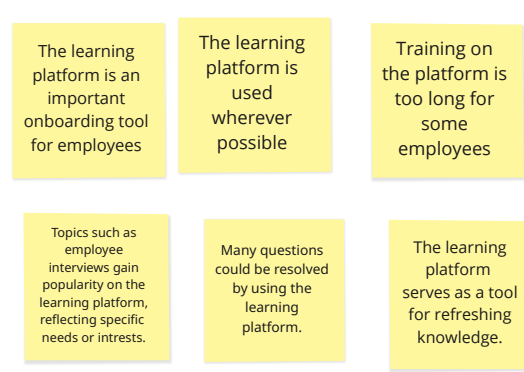 The learning
platform is an
important
onboarding tool
for employees
The learning
platform is
used
wherever
possible
Training on
the platform is
too long for
some
employees
Topics such as
employee
interviews gain
popularity on the
learning platform,
reflecting specific
needs or intrests.
Many questions
could be resolved
by using the
learning
platform.
The learning
platform
serves as a tool
for refreshing
knowledge.